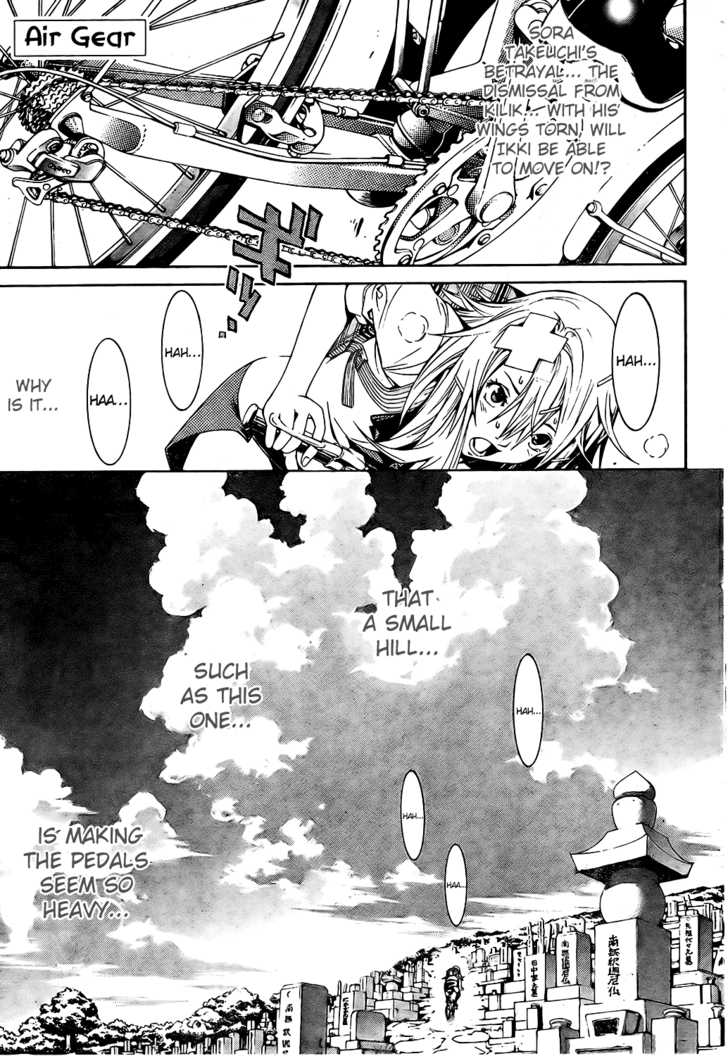 Air Gear
SORA
TAKEUCHI'S
BETRAYAL... THE
DISMISSAL FROM
KILIK... WITH HIS
WINGS TORN, WILL
IKKI BE ABLE
TO MOVE ON!?
HAH...
HAH...
HAA...
WHY
IS IT...
THAT
A SMALL
HILL...
SUCH
AS THIS
ONE...
HAH...
HAH...
HAA...
IS MAKING
THE PEDALS
SEEM SO
HEAVY...